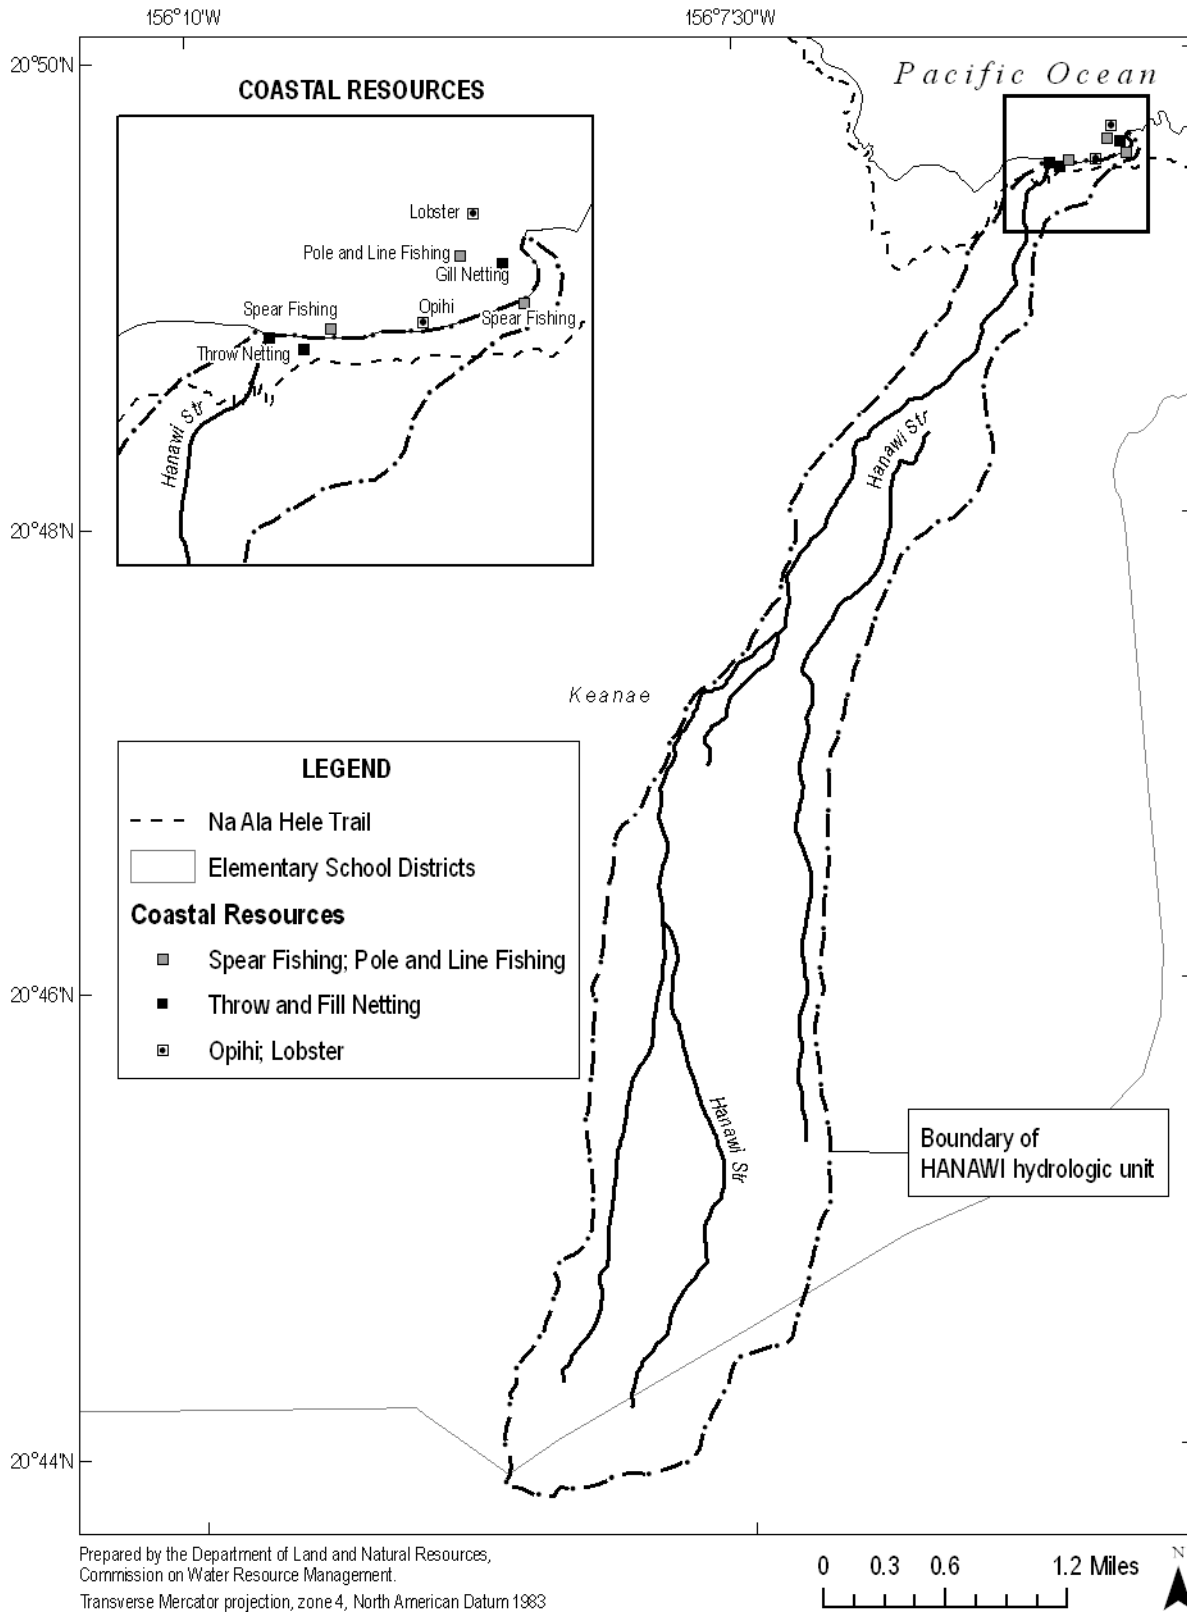 156°10'W
156°7'30"W
20°50'N
Pacific Ocean
COASTAL RESOURCES
Lobster
Pole and Line Fishing
Gill Netting
Spear Fishing
Opihi
Spear Fishing
Throw Netting
Hanawi Str
Hanawi Str
20°48'N
Keanae
LEGEND
Na Ala Hele Trail
Elementary School Districts
Coastal Resources
Spear Fishing; Pole and Line Fishing
20°46'N
Throw and Fill Netting
Opihi; Lobster
Hanawi Str
Boundary of
HANAWI hydrologic unit
20°44'N
Prepared by the Department of Land and Natural Resources,
Commission on Water Resource Management.
Transverse Mercator projection, zone 4, North American Datum 1983
0 0.3 0.6 1.2 Miles
N